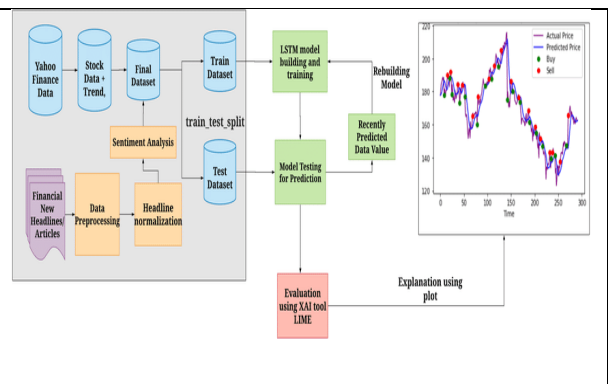 Yahoo
Finance
Data
Stock
Data +
Trend,
Final
Dataset
Train
Dataset
Sentiment Analysis
train_test_split
Test
Dataset
Financial
New
Headlines/
Articles
Data
Preprocessing
Headline
normalization
LSTM model
building and
training
Rebuilding
Model
Recently
Predicted
Data Value
Model Testing
for Prediction
Evaluation
using XAI tool
LIME
Explanation using
plot
Actual Price
Predicted Price
Buy
Sell
220
200
180
160
140
120
0 50 100 150 200 250 300
Time